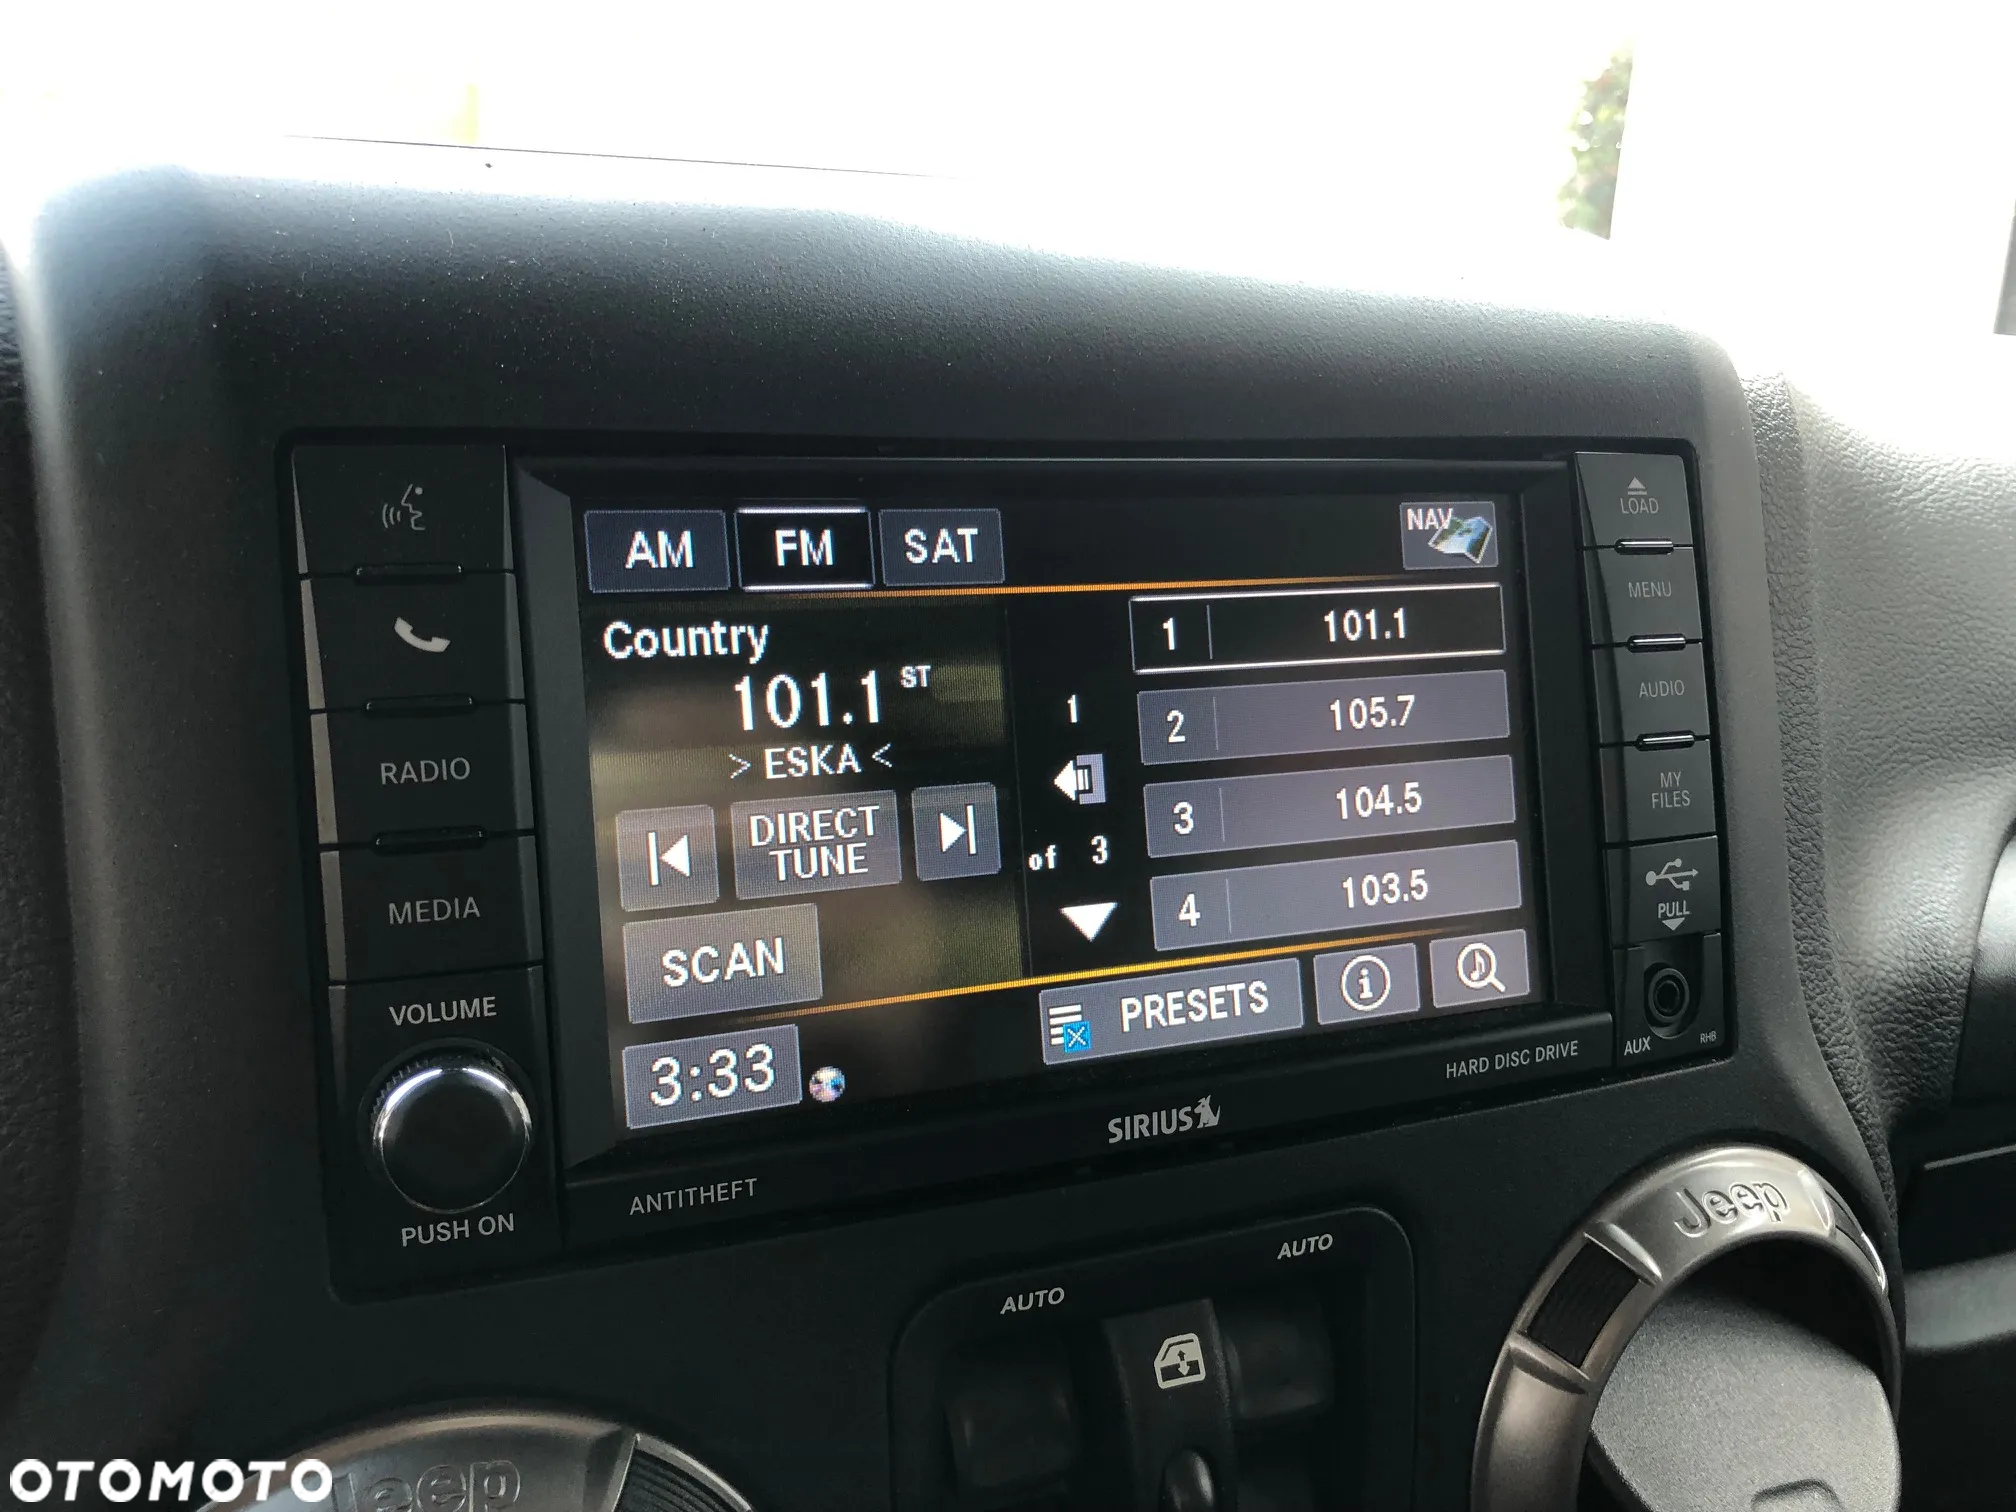 AM
FM
SAT
NAV
Country
101.1 ST
> ESKA <
DIRECT
TUNE
SCAN
3:33
1
of 3
1 101.1
2 105.7
3 104.5
4 103.5
PRESETS
i
RADIO
MEDIA
VOLUME
PUSH ON
LOAD
MENU
AUDIO
MY
FILES
PULL
AUX
RHB
HARD DISC DRIVE
SIRIUS
ANTITHEFT
AUTO
AUTO
Jeep
Jeep
OTOMOTO